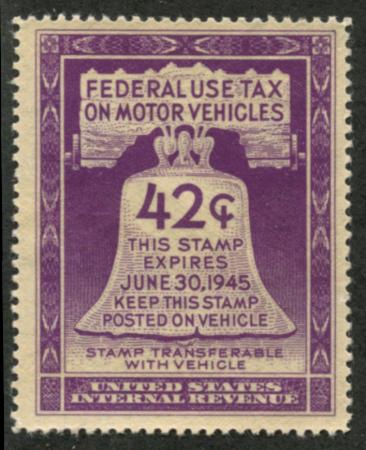 FEDERAL USE TAX
ON MOTOR VEHICLES
42¢
THIS STAMP
EXPIRES
JUNE 30, 1945
KEEP THIS STAMP
POSTED ON VEHICLE
STAMP TRANSFERABLE
WITH VEHICLE
UNITED STATES
INTERNAL REVENUE